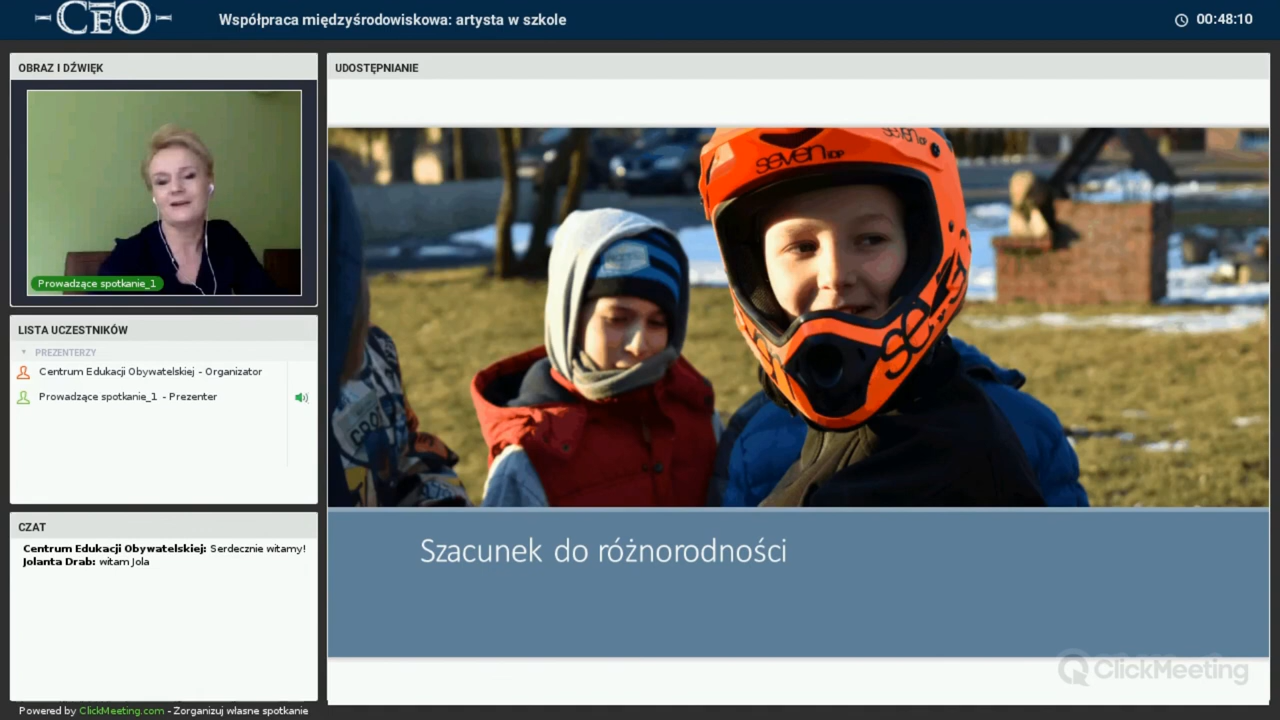 CEO
Współpraca międzyśrodowiskowa: artysta w szkole
00:48:10
OBRAZ I DŹWIĘK
Prowadzące spotkanie_1
LISTA UCZESTNIKÓW
PREZENTERZY
Centrum Edukacji Obywatelskiej - Organizator
Prowadzące spotkanie_1 - Prezenter
CZAT
Centrum Edukacji Obywatelskiej: Serdecznie witamy!
Jolanta Drab: witam Jola
Powered by ClickMeeting.com - Zorganizuj własne spotkanie
UDOSTĘPNIANIE
seven iDP
Szacunek do różnorodności
ClickMeeting